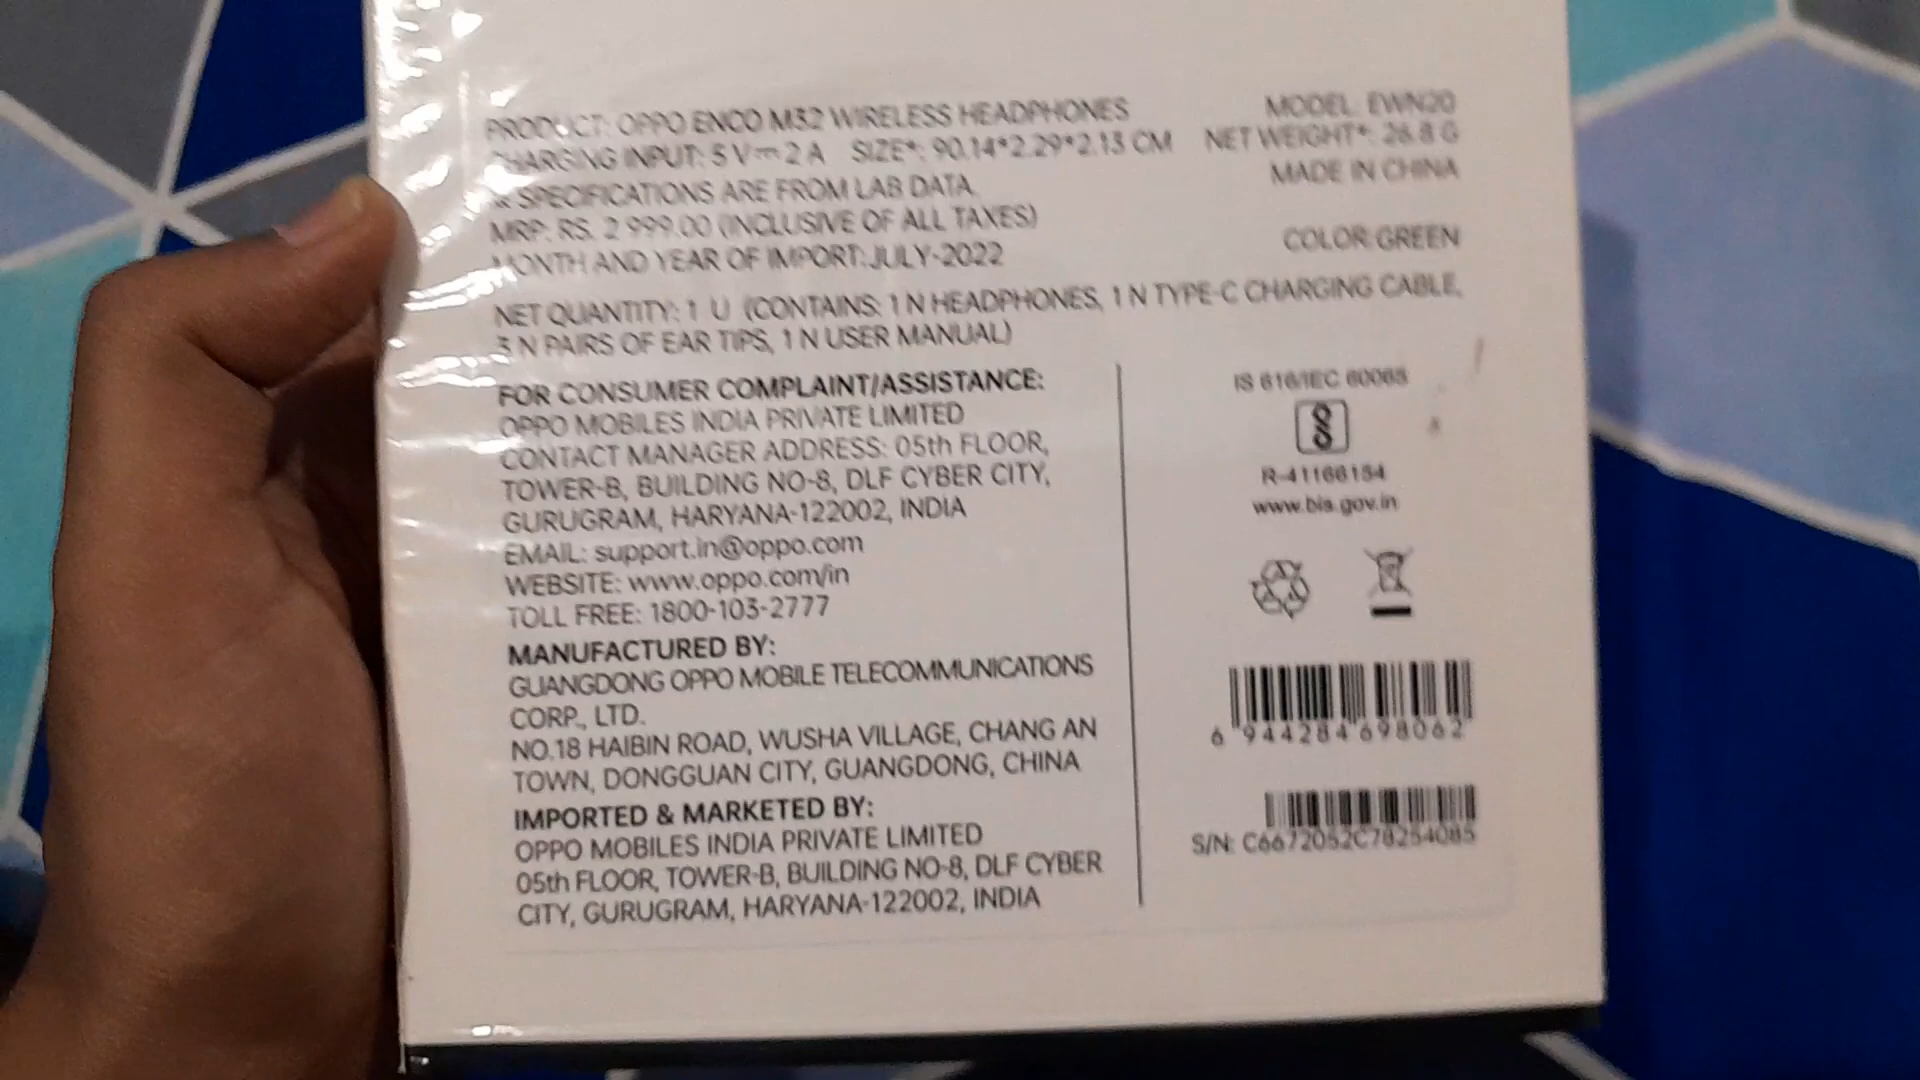 PRODUCT: OPPO ENCO M32 WIRELESS HEADPHONES
MODEL: EWN20
CHARGING INPUT: 5 V⎓2 A SIZE*: 90.14*2.29*2.13 CM
NET WEIGHT*: 26.8 G
& SPECIFICATIONS ARE FROM LAB DATA.
MADE IN CHINA
MRP: RS. 2 999.00 (INCLUSIVE OF ALL TAXES)
COLOR:GREEN
MONTH AND YEAR OF IMPORT:JULY-2022
NET QUANTITY: 1 U (CONTAINS: 1 N HEADPHONES, 1 N TYPE-C CHARGING CABLE,
3 N PAIRS OF EAR TIPS, 1 N USER MANUAL)
FOR CONSUMER COMPLAINT/ASSISTANCE:
OPPO MOBILES INDIA PRIVATE LIMITED
CONTACT MANAGER ADDRESS: 05th FLOOR,
TOWER-B, BUILDING NO-8, DLF CYBER CITY,
GURUGRAM, HARYANA-122002, INDIA
EMAIL: support.in@oppo.com
WEBSITE: www.oppo.com/in
TOLL FREE: 1800-103-2777
MANUFACTURED BY:
GUANGDONG OPPO MOBILE TELECOMMUNICATIONS
CORP., LTD.
NO.18 HAIBIN ROAD, WUSHA VILLAGE, CHANG AN
TOWN, DONGGUAN CITY, GUANGDONG, CHINA
IMPORTED & MARKETED BY:
OPPO MOBILES INDIA PRIVATE LIMITED
05th FLOOR, TOWER-B, BUILDING NO-8, DLF CYBER
CITY, GURUGRAM, HARYANA-122002, INDIA
IS 616/IEC 60065
R-41166154
www.bis.gov.in
6 944284 698062
S/N: C6672052C78254085